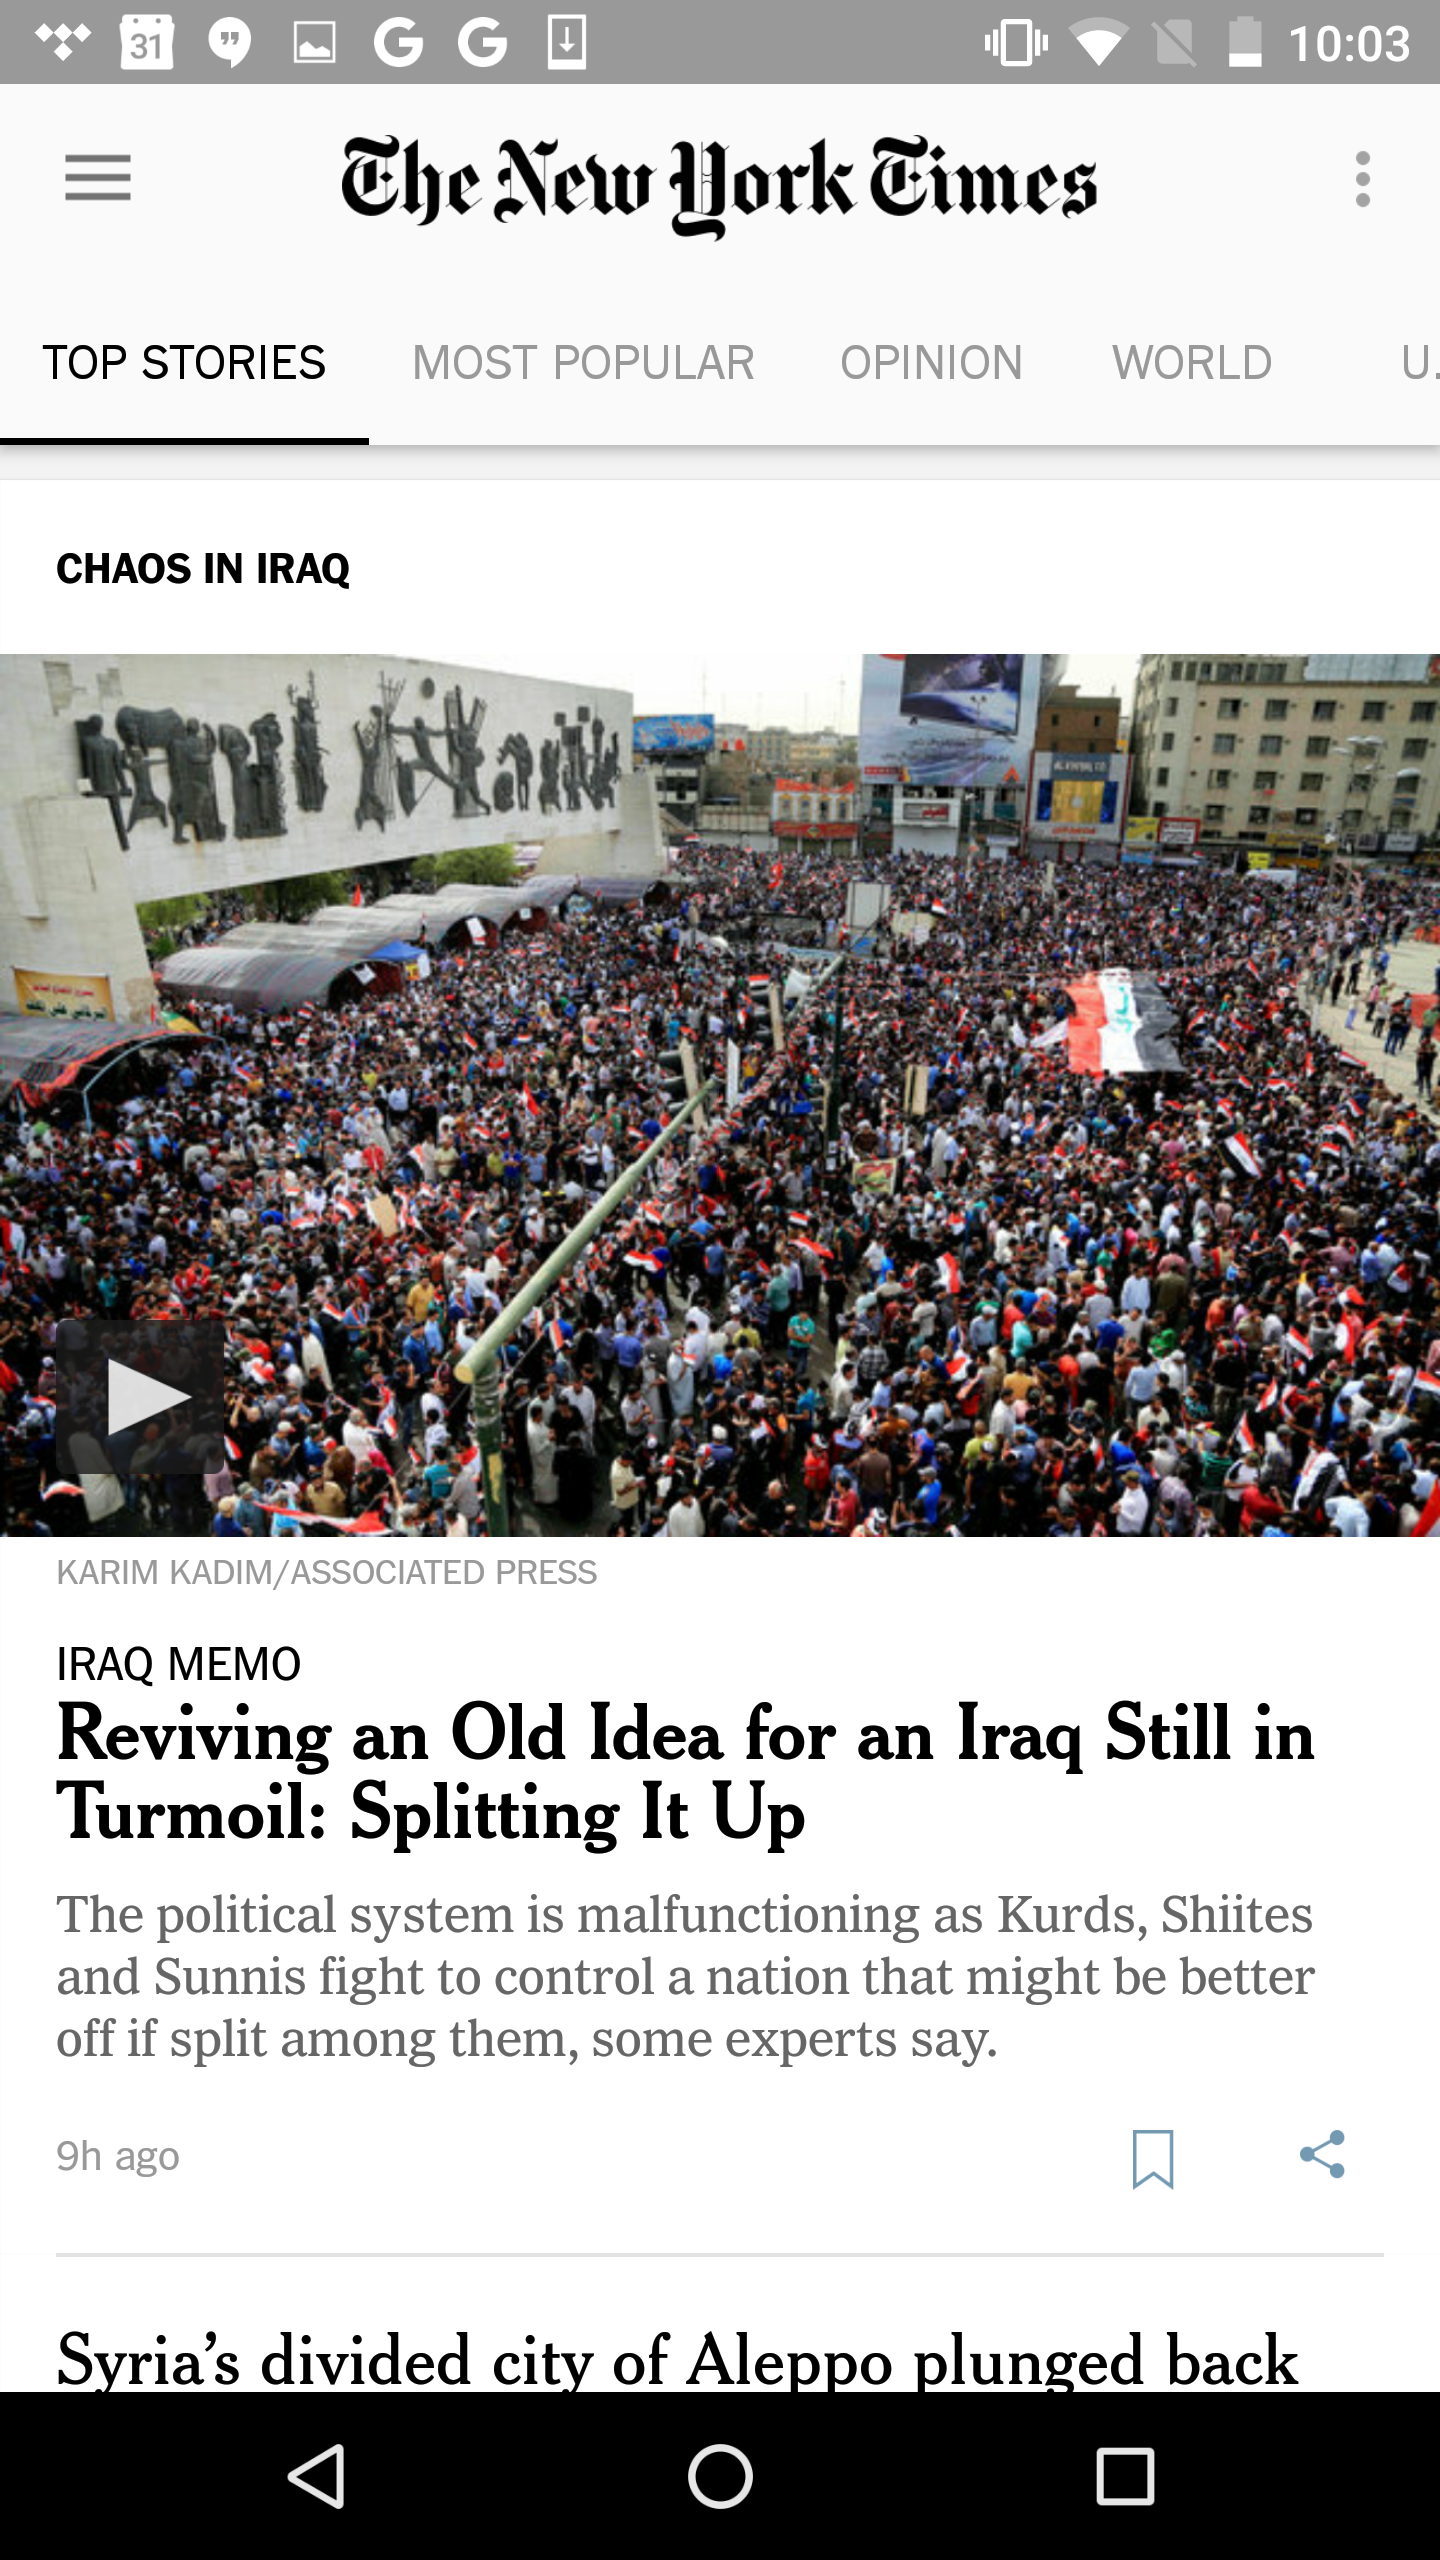 31
10:03
The New York Times
TOP STORIES MOST POPULAR OPINION WORLD U.
CHAOS IN IRAQ
KARIM KADIM/ASSOCIATED PRESS
IRAQ MEMO
Reviving an Old Idea for an Iraq Still in
Turmoil: Splitting It Up
The political system is malfunctioning as Kurds, Shiites
and Sunnis fight to control a nation that might be better
off if split among them, some experts say.
9h ago
Syria’s divided city of Aleppo plunged back